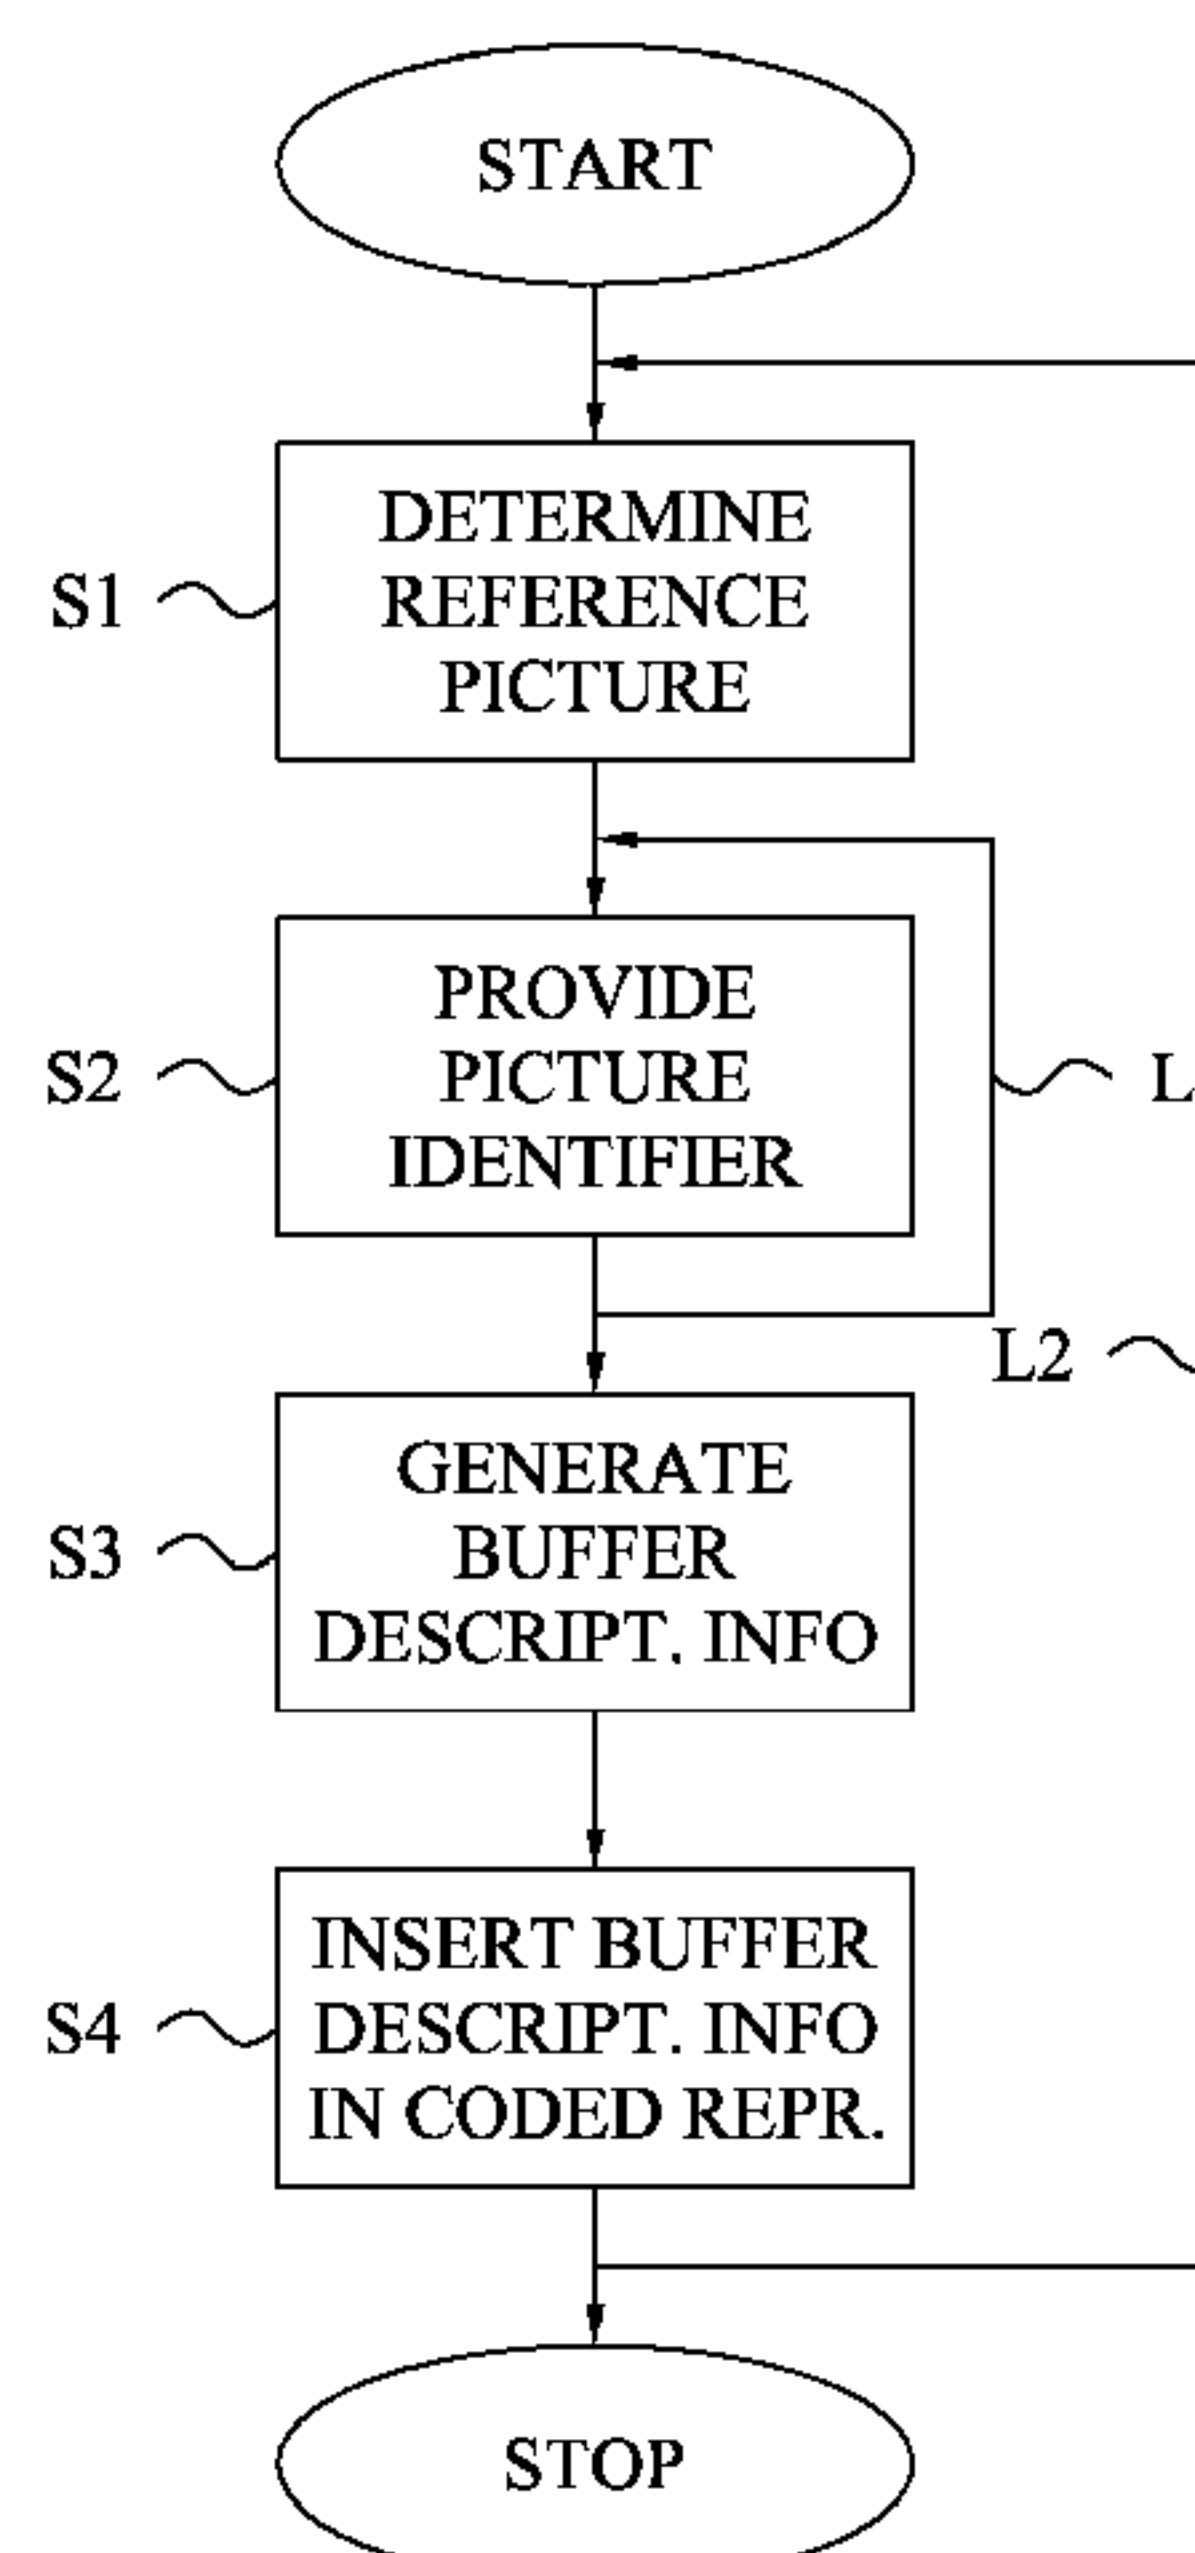 START
DETERMINE
REFERENCE
PICTURE
S1
PROVIDE
PICTURE
IDENTIFIER
S2
L
L2
GENERATE
BUFFER
DESCRIPT. INFO
S3
INSERT BUFFER
DESCRIPT. INFO
IN CODED REPR.
S4
STOP